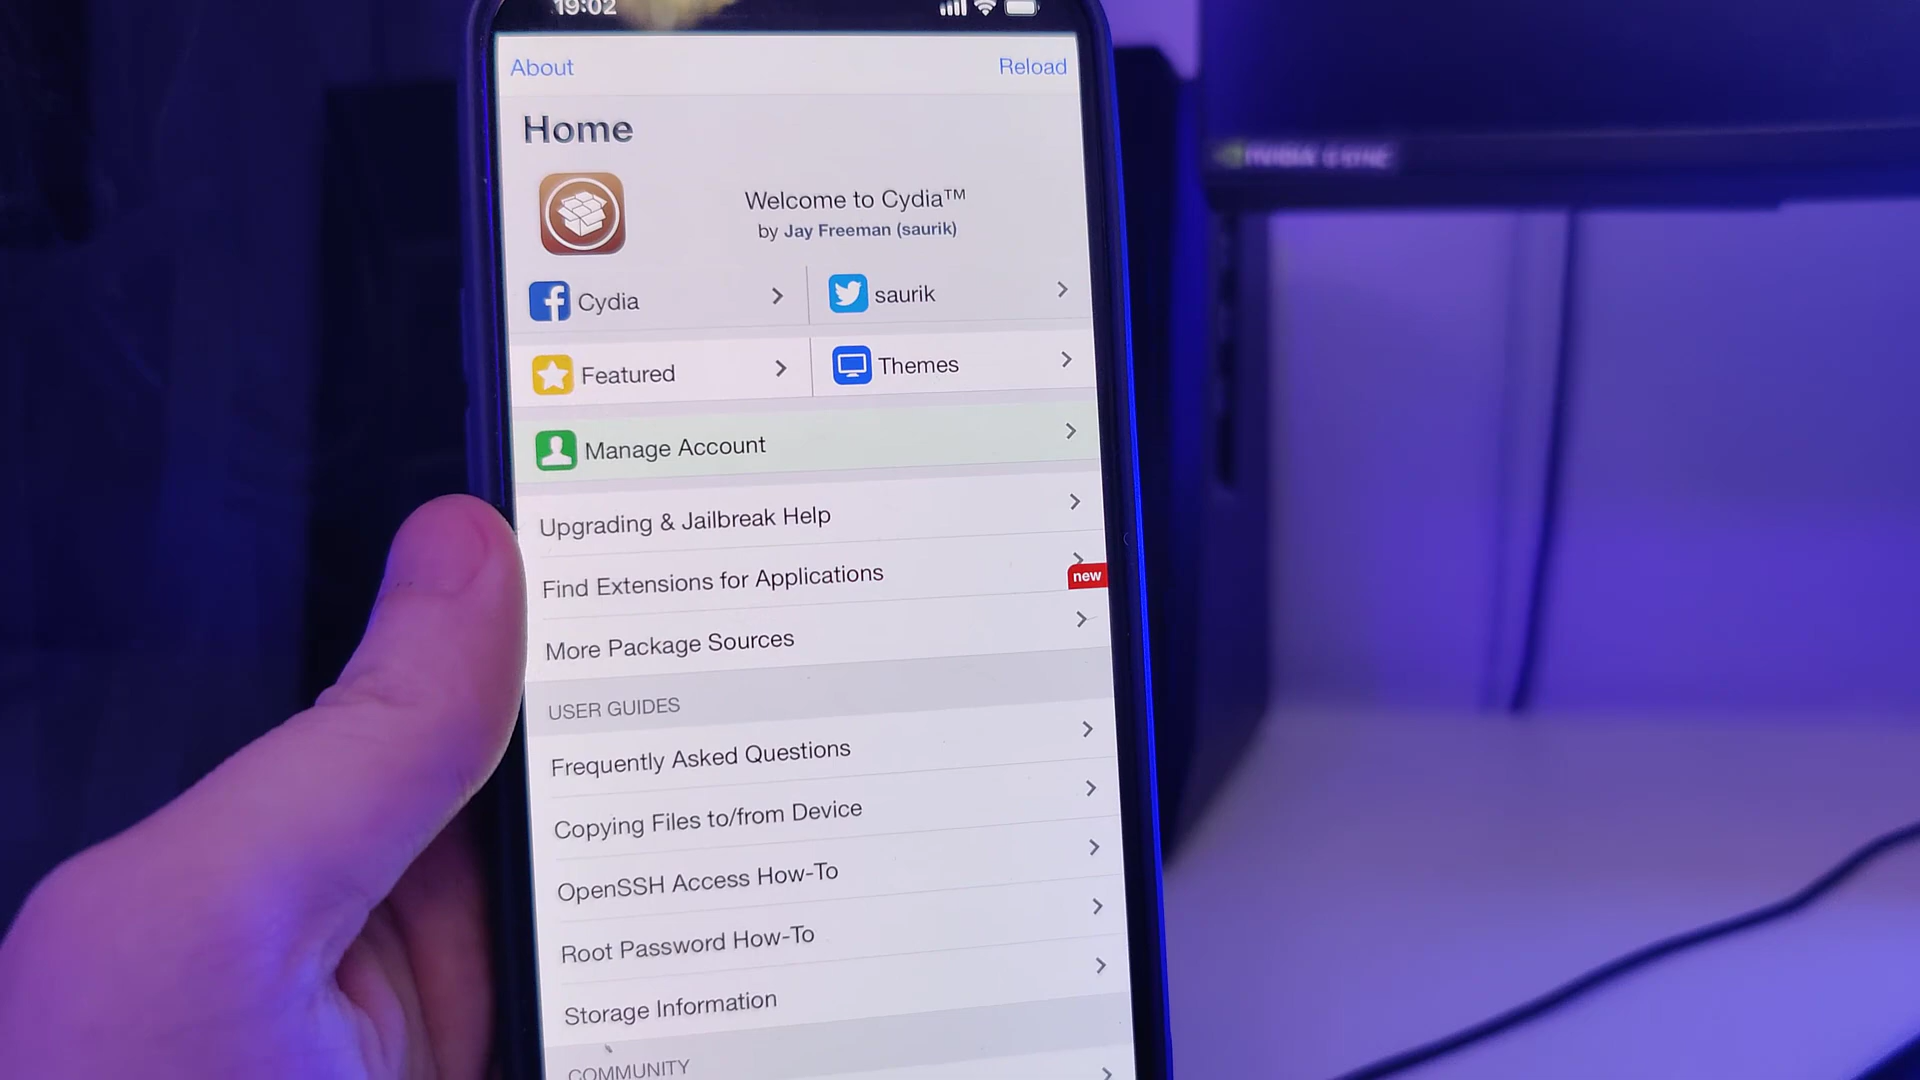 19:02
About
Reload
Home
Welcome to Cydia™
by Jay Freeman (saurik)
Cydia
saurik
Featured
Themes
Manage Account
Upgrading & Jailbreak Help
Find Extensions for Applications
new
More Package Sources
USER GUIDES
Frequently Asked Questions
Copying Files to/from Device
OpenSSH Access How-To
Root Password How-To
Storage Information
COMMUNITY
NVIDIA G-SYNC